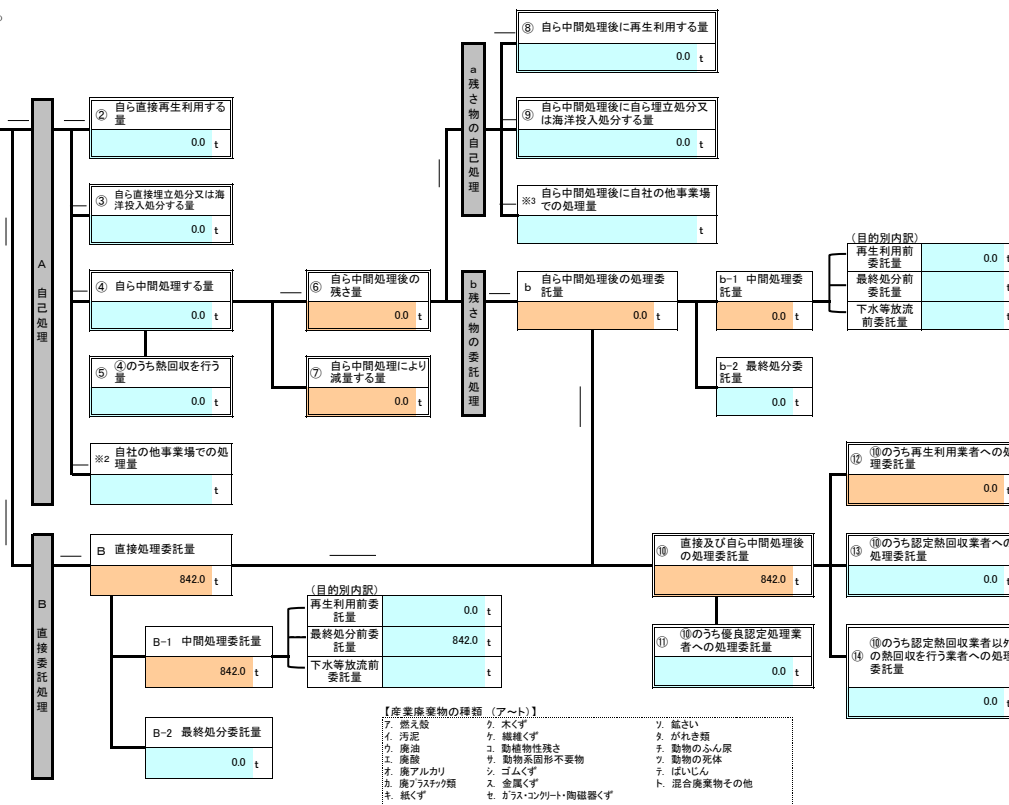 ⑧ 自ら中間処理後に再生利用する量
0.0 t
② 自ら直接再生利用する
量
0.0 t
a 残さ物の自己処理
⑨ 自ら中間処理後に自ら埋立処分又
は海洋投入処分する量
0.0 t
③ 自ら直接埋立処分又は海
洋投入処分する量
0.0 t
※3 自ら中間処理後に自社の他事業場
での処理量
t
A 自己処理
④ 自ら中間処理する量
0.0 t
⑥ 自ら中間処理後の
残さ量
0.0 t
b 残さ物の委託処理
b 自ら中間処理後の処理委
託量
0.0 t
b-1 中間処理委
託量
0.0 t
(目的別内訳)
再生利用前
委託量
0.0 t
最終処分前
委託量
t
下水等放流
前委託量
t
⑤ ④のうち熱回収を行う
量
0.0 t
⑦ 自ら中間処理により
減量する量
0.0 t
b-2 最終処分委
託量
0.0 t
※2 自社の他事業場での処
理量
t
⑫ ⑩のうち再生利用業者への処
理委託量
0.0 t
B 直接委託処理
B 直接処理委託量
842.0 t
⑩ 直接及び自ら中間処理後
の処理委託量
842.0 t
⑬ ⑩のうち認定熱回収業者への
処理委託量
0.0 t
(目的別内訳)
再生利用前委
託量
0.0 t
最終処分前委
託量
842.0 t
下水等放流前
委託量
t
B-1 中間処理委託量
842.0 t
⑪ ⑩のうち優良認定処理業
者への処理委託量
0.0 t
⑭ ⑩のうち認定熱回収業者以外
の熱回収を行う業者への処理
委託量
0.0 t
B-2 最終処分委託量
0.0 t
【産業廃棄物の種類 (ア～ト)】
ア. 燃え殻 ク. 木くず ソ. 鉱さい
イ. 汚泥 ケ. 繊維くず タ. がれき類
ウ. 廃油 コ. 動植物性残さ チ. 動物のふん尿
エ. 廃酸 サ. 動物系固形不要物 ツ. 動物の死体
オ. 廃アルカリ シ. ゴムくず テ. ばいじん
カ. 廃プラスチック類 ス. 金属くず ト. 混合廃棄物その他
キ. 紙くず セ. ガラス・コンクリート・陶磁器くず